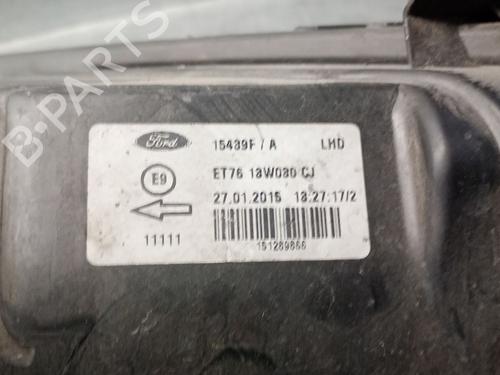 B-PARTS
Ford
15439F / A
LHD
E9
ET76 13W030 CJ
27.01.2015 13:27:17/2
11111
151289866